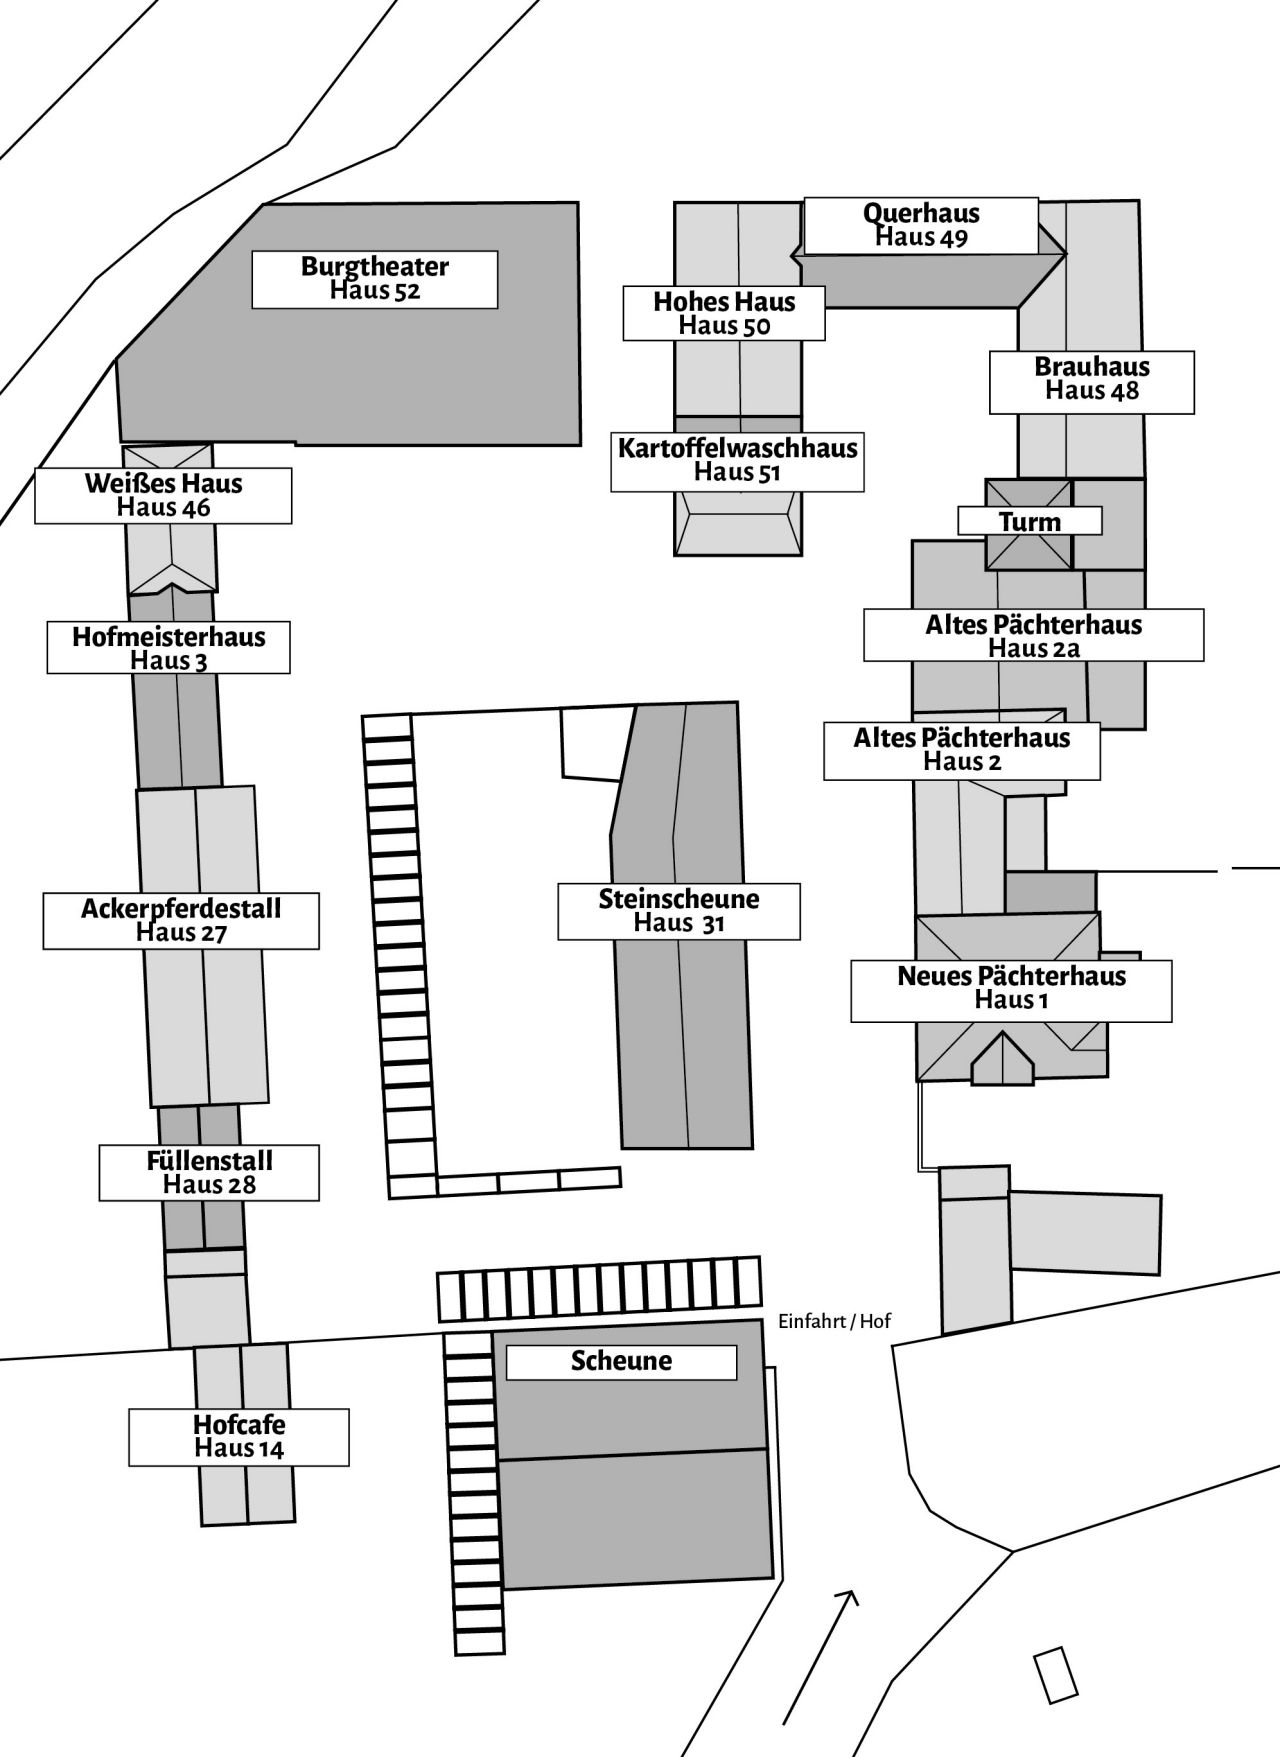 Querhaus
Haus 49
Burgtheater
Haus 52
Hohes Haus
Haus 50
Brauhaus
Haus 48
Kartoffelwaschhaus
Haus 51
Weißes Haus
Haus 46
Turm
Altes Pächterhaus
Haus 2a
Hofmeisterhaus
Haus 3
Altes Pächterhaus
Haus 2
Steinscheune
Haus 31
Ackerpferdestall
Haus 27
Neues Pächterhaus
Haus 1
Füllenstall
Haus 28
Einfahrt / Hof
Scheune
Hofcafe
Haus 14